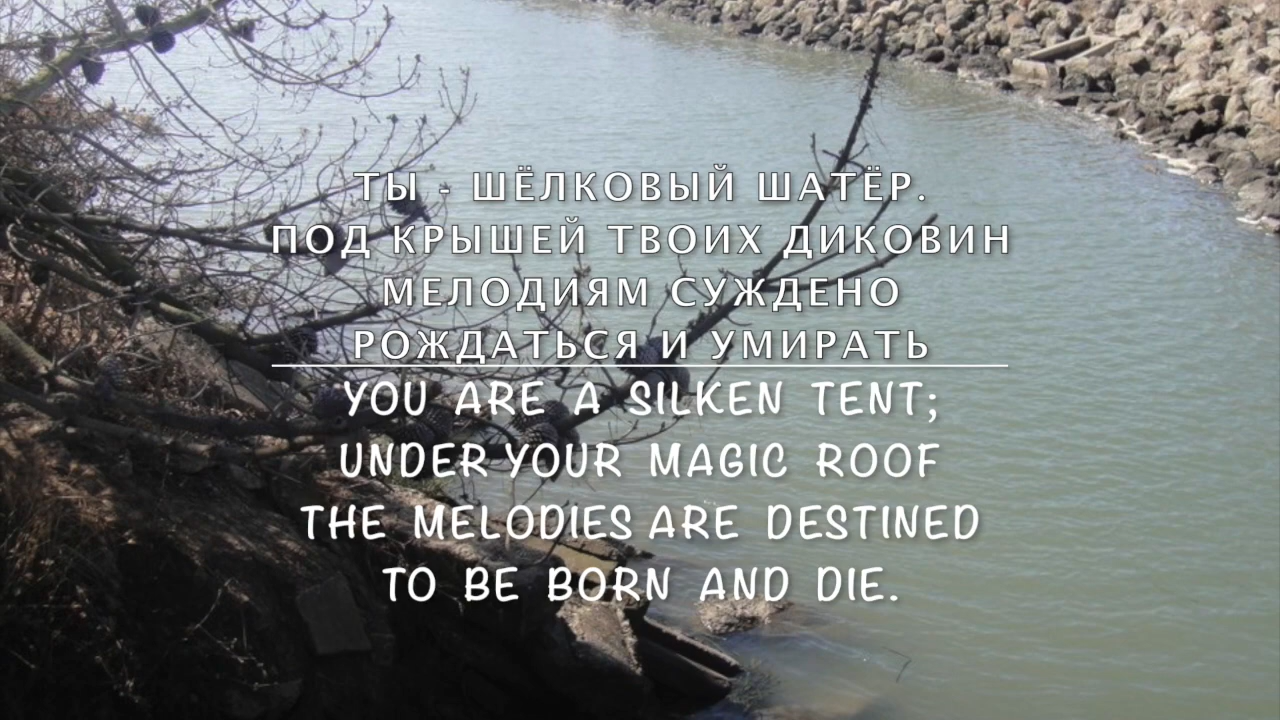 ТЫ - ШЁЛКОВЫЙ ШАТЁР.
ПОД КРЫШЕЙ ТВОИХ ДИКОВИН
МЕЛОДИЯМ СУЖДЕНО
РОЖДАТЬСЯ И УМИРАТЬ
YOU ARE A SILKEN TENT;
UNDER YOUR MAGIC ROOF
THE MELODIES ARE DESTINED
TO BE BORN AND DIE.